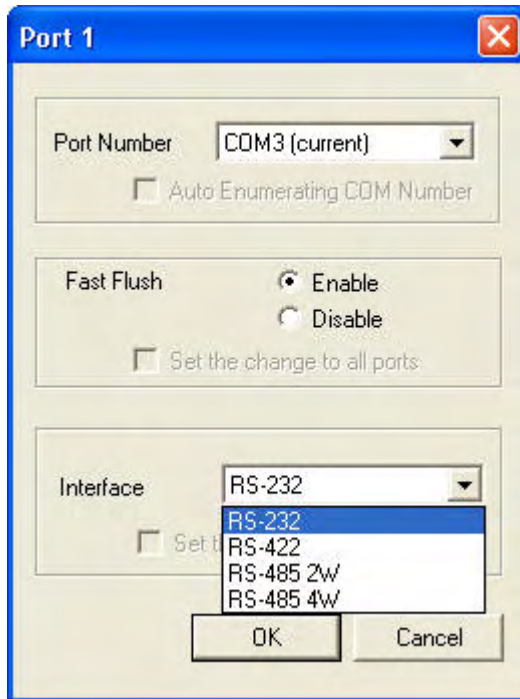 Port 1
Port Number COM3 (current)
Auto Enumerating COM Number
Fast Flush Enable
Disable
Set the change to all ports
Interface RS-232
RS-232
Set RS-422
RS-485 2W
RS-485 4W
OK Cancel